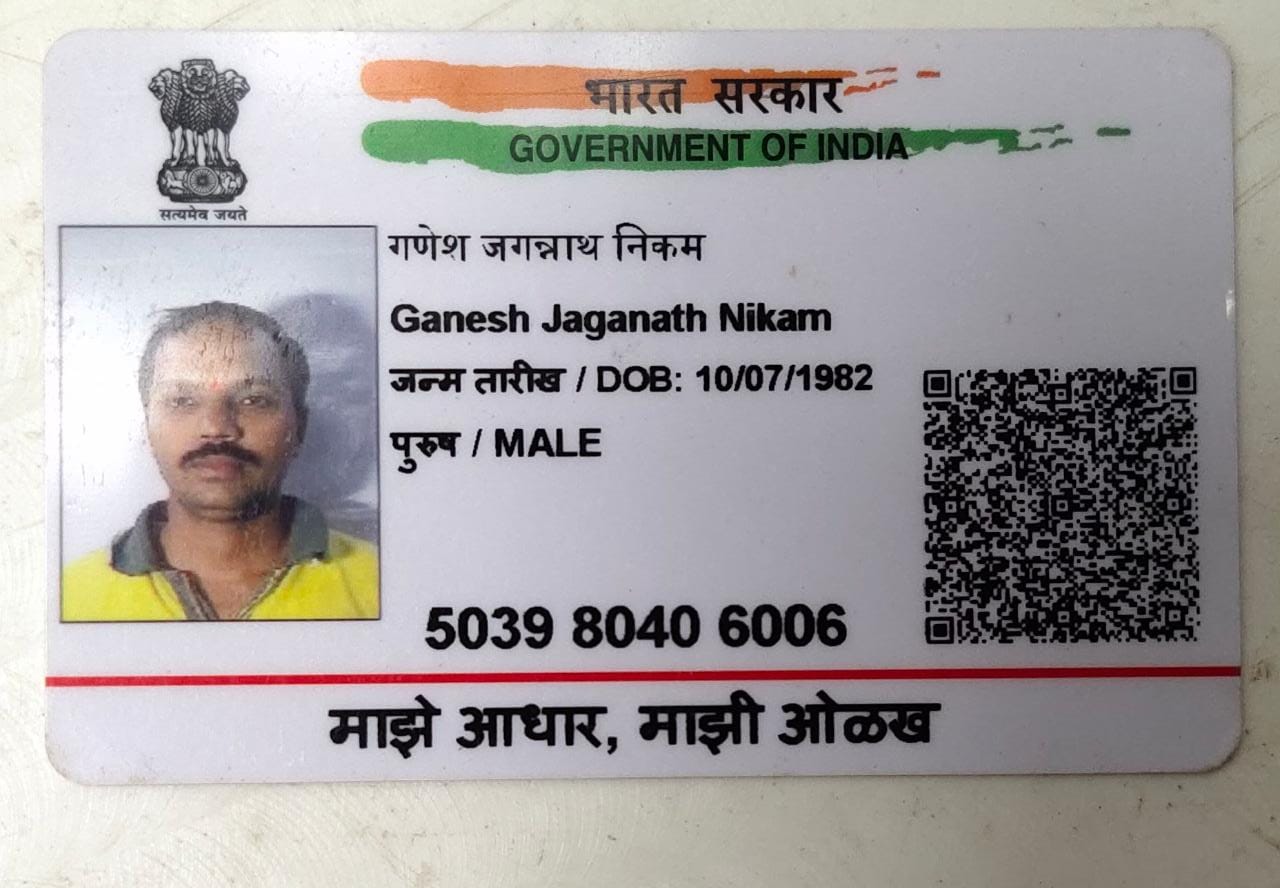 भारत सरकार
GOVERNMENT OF INDIA
सत्यमेव जयते
गणेश जगन्नाथ निकम
Ganesh Jaganath Nikam
जन्म तारीख / DOB: 10/07/1982
पुरुष / MALE
5039 8040 6006
माझे आधार, माझी ओळख